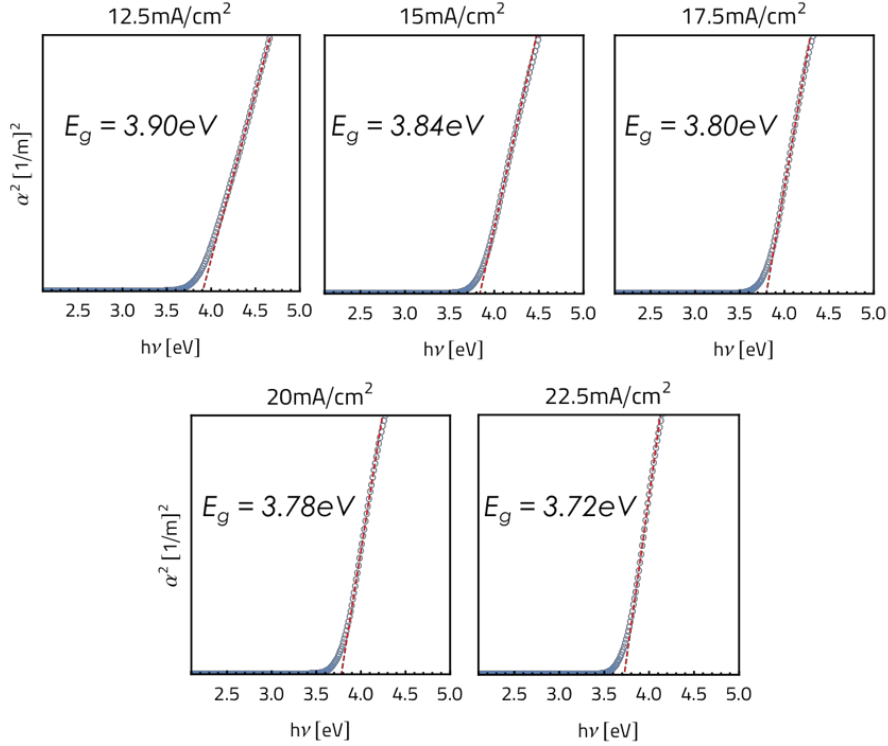 12.5mA/cm²
15mA/cm²
17.5mA/cm²
α² [1/m]²
E_g = 3.90eV
E_g = 3.84eV
E_g = 3.80eV
2.5 3.0 3.5 4.0 4.5 5.0
2.5 3.0 3.5 4.0 4.5 5.0
2.5 3.0 3.5 4.0 4.5 5.0
hν [eV]
hν [eV]
hν [eV]
20mA/cm²
22.5mA/cm²
α² [1/m]²
E_g = 3.78eV
E_g = 3.72eV
2.5 3.0 3.5 4.0 4.5 5.0
2.5 3.0 3.5 4.0 4.5 5.0
hν [eV]
hν [eV]